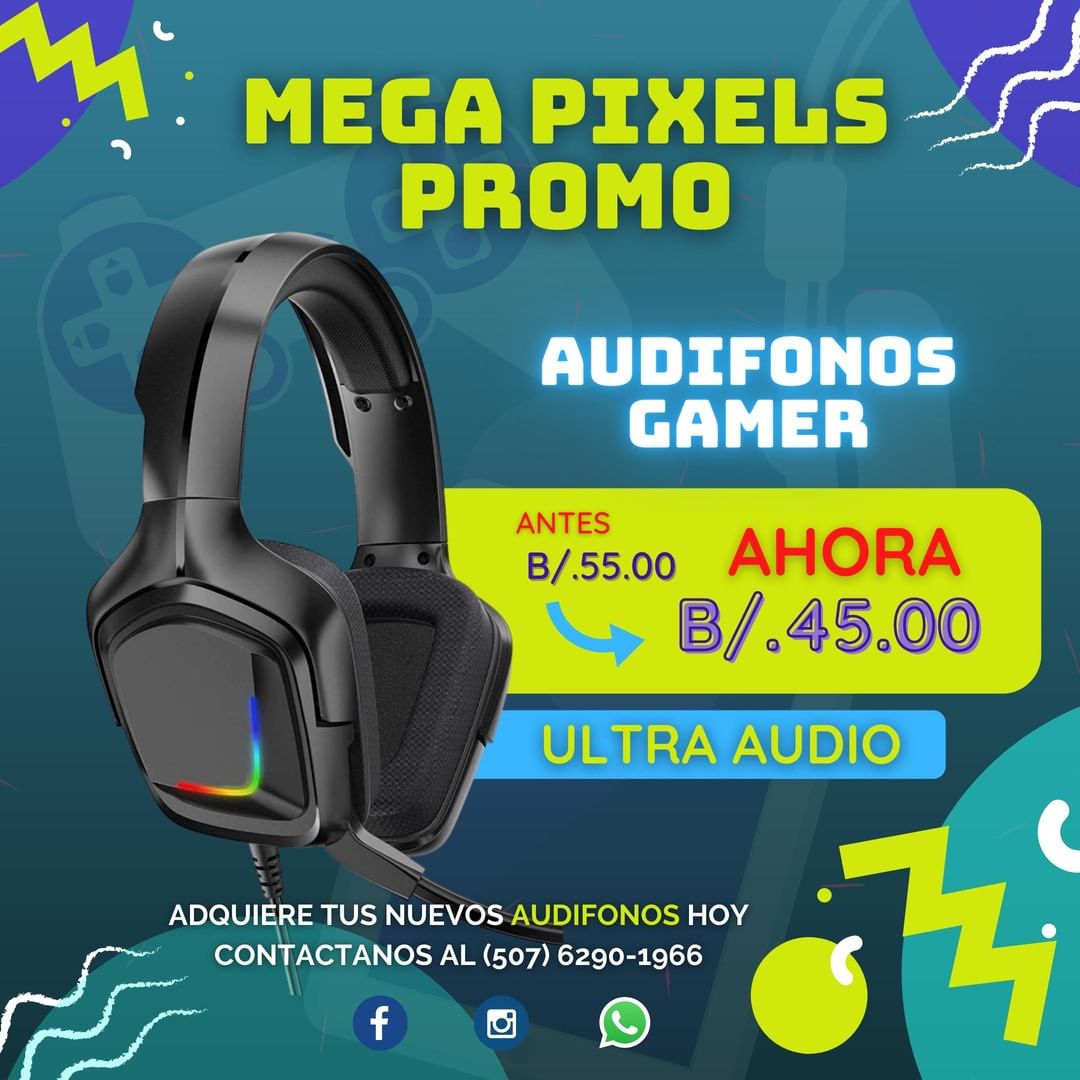 MEGA PIXELS
PROMO
AUDIFONOS
GAMER
ANTES
B/.55.00
AHORA
B/.45.00
ULTRA AUDIO
ADQUIERE TUS NUEVOS AUDIFONOS HOY
CONTACTANOS AL (507) 6290-1966